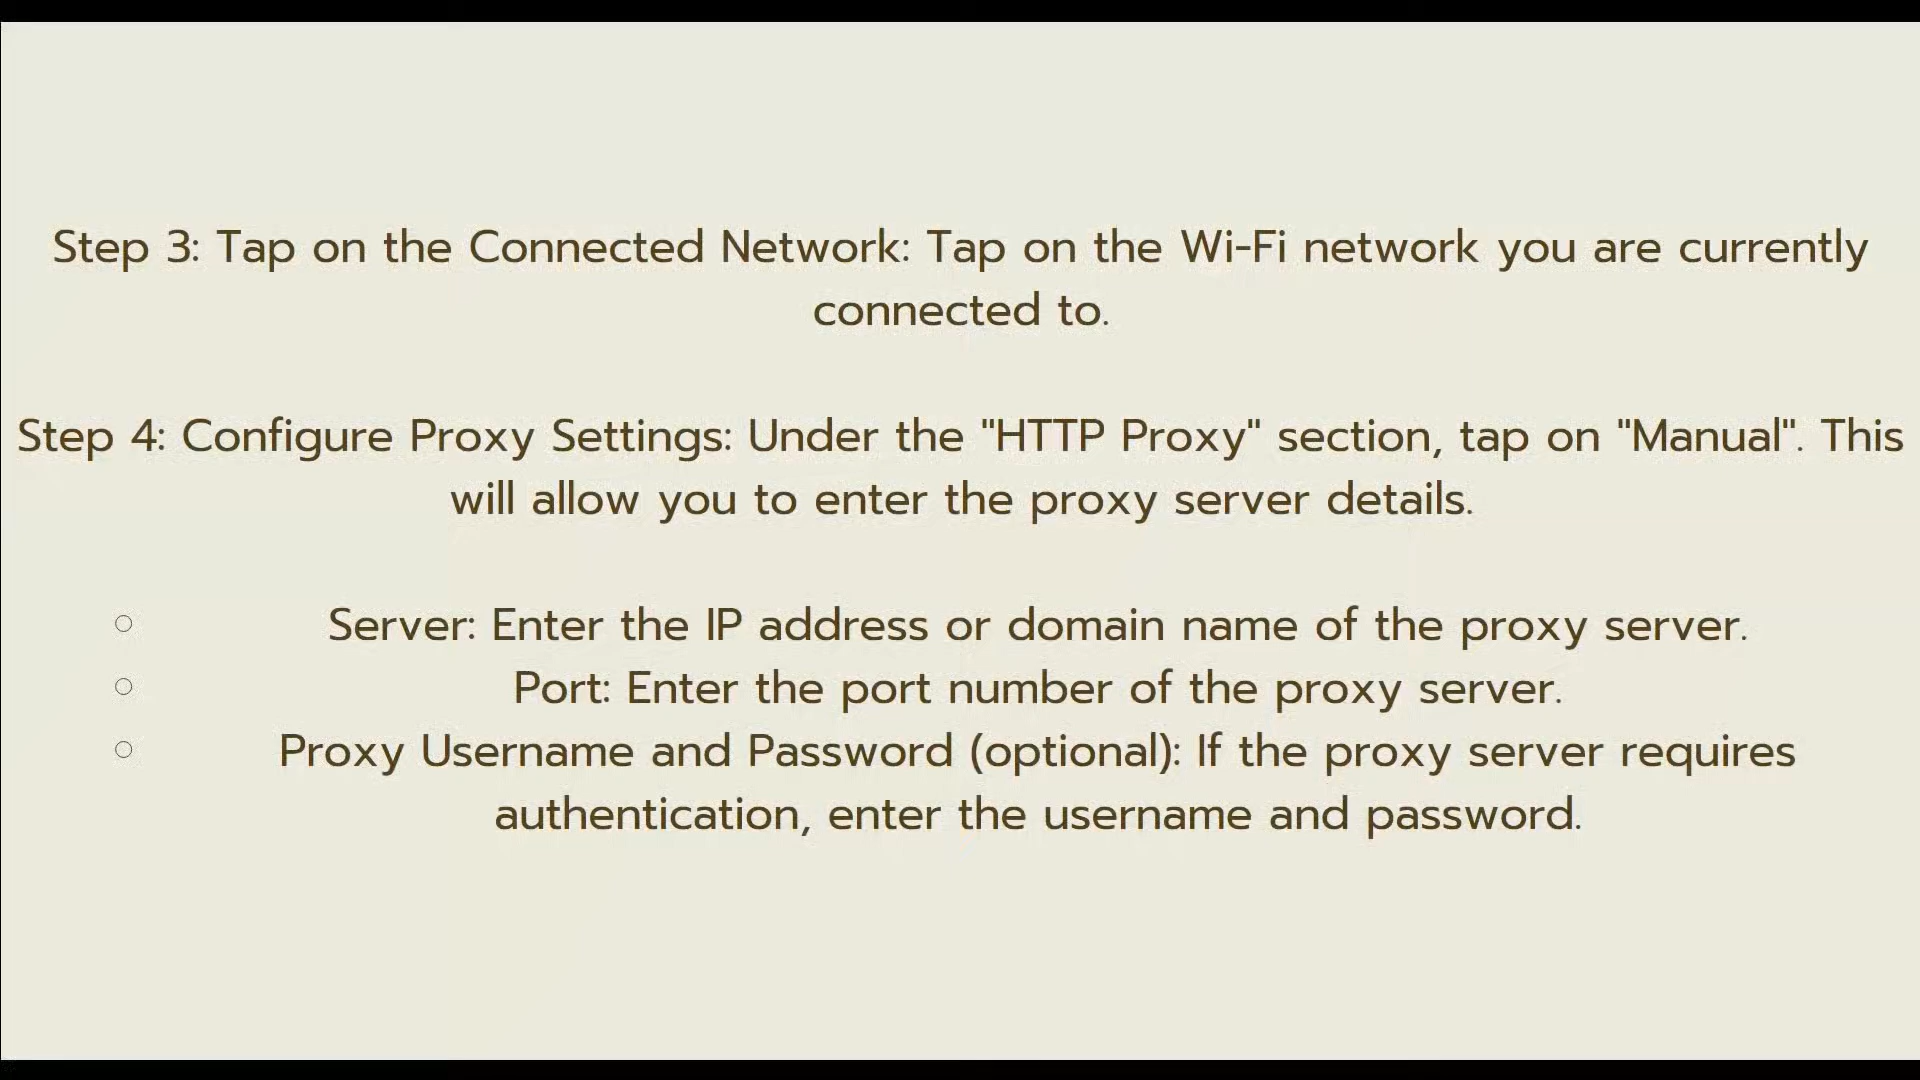 Step 3: Tap on the Connected Network: Tap on the Wi-Fi network you are currently
connected to.
Step 4: Configure Proxy Settings: Under the "HTTP Proxy" section, tap on "Manual". This
will allow you to enter the proxy server details.
Server: Enter the IP address or domain name of the proxy server.
Port: Enter the port number of the proxy server.
Proxy Username and Password (optional): If the proxy server requires
authentication, enter the username and password.